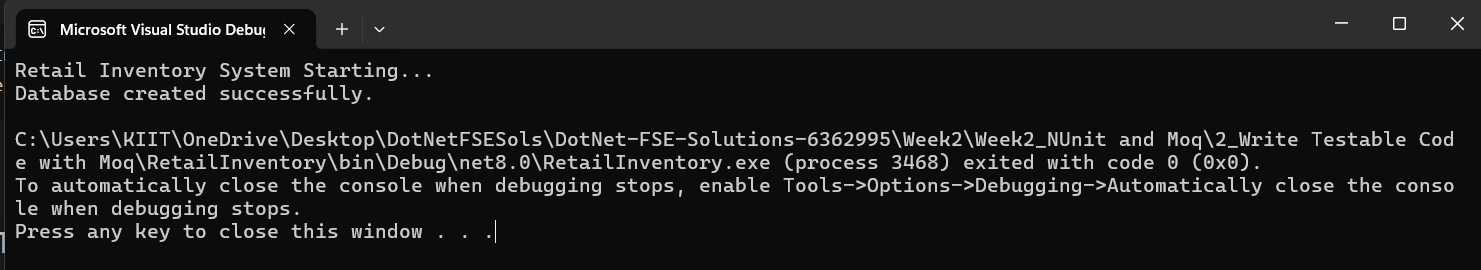 Microsoft Visual Studio Debu
Retail Inventory System Starting...
Database created successfully.
C:\Users\KIIT\OneDrive\Desktop\DotNetFSESols\DotNet-FSE-Solutions-6362995\Week2\Week2_NUnit and Moq\2_Write Testable Cod
e with Moq\RetailInventory\bin\Debug\net8.0\RetailInventory.exe (process 3468) exited with code 0 (0x0).
To automatically close the console when debugging stops, enable Tools->Options->Debugging->Automatically close the conso
le when debugging stops.
Press any key to close this window . . .